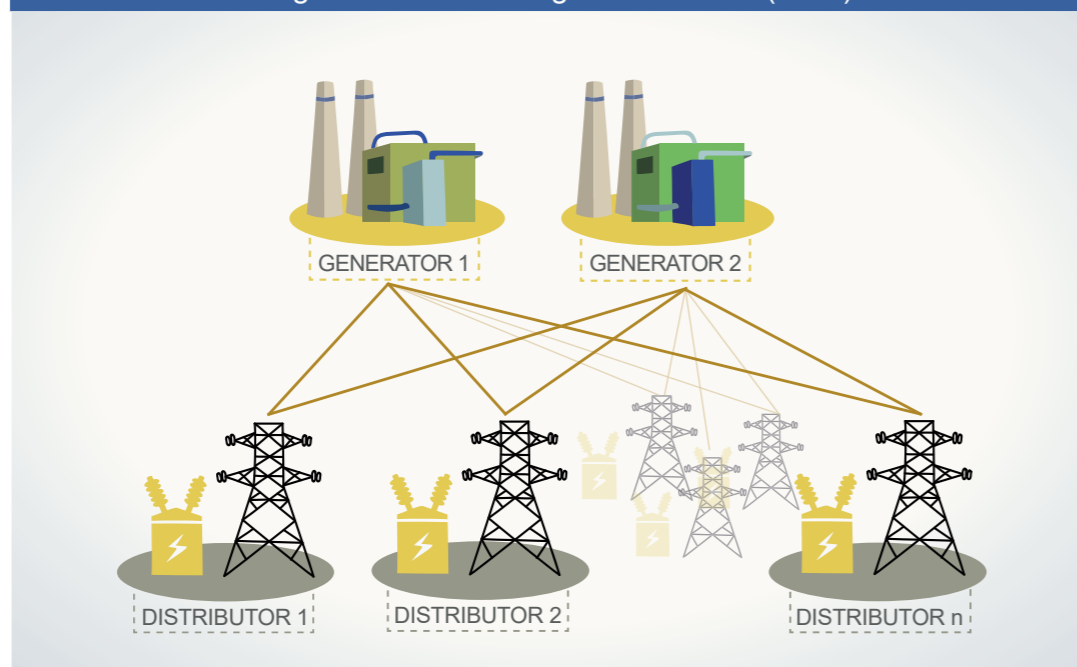 GENERATOR 1
GENERATOR 2
DISTRIBUTOR 1
DISTRIBUTOR 2
DISTRIBUTOR n